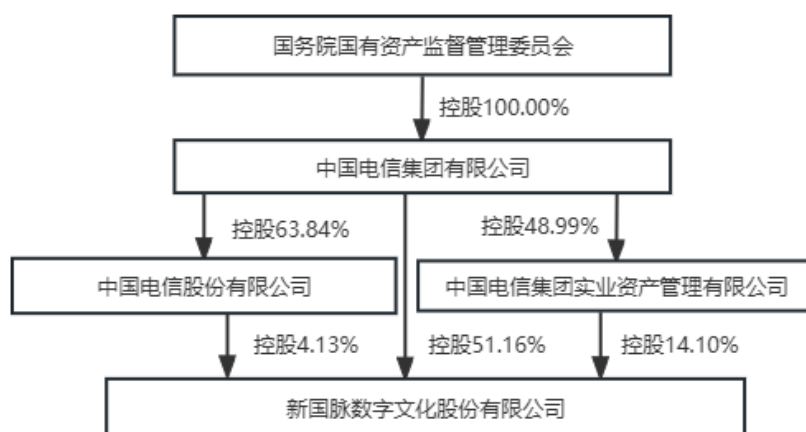 国务院国有资产监督管理委员会
控股100.00%
中国电信集团有限公司
控股63.84%
控股48.99%
中国电信股份有限公司
中国电信集团实业资产管理有限公司
控股4.13%
控股51.16%
控股14.10%
新国脉数字文化股份有限公司